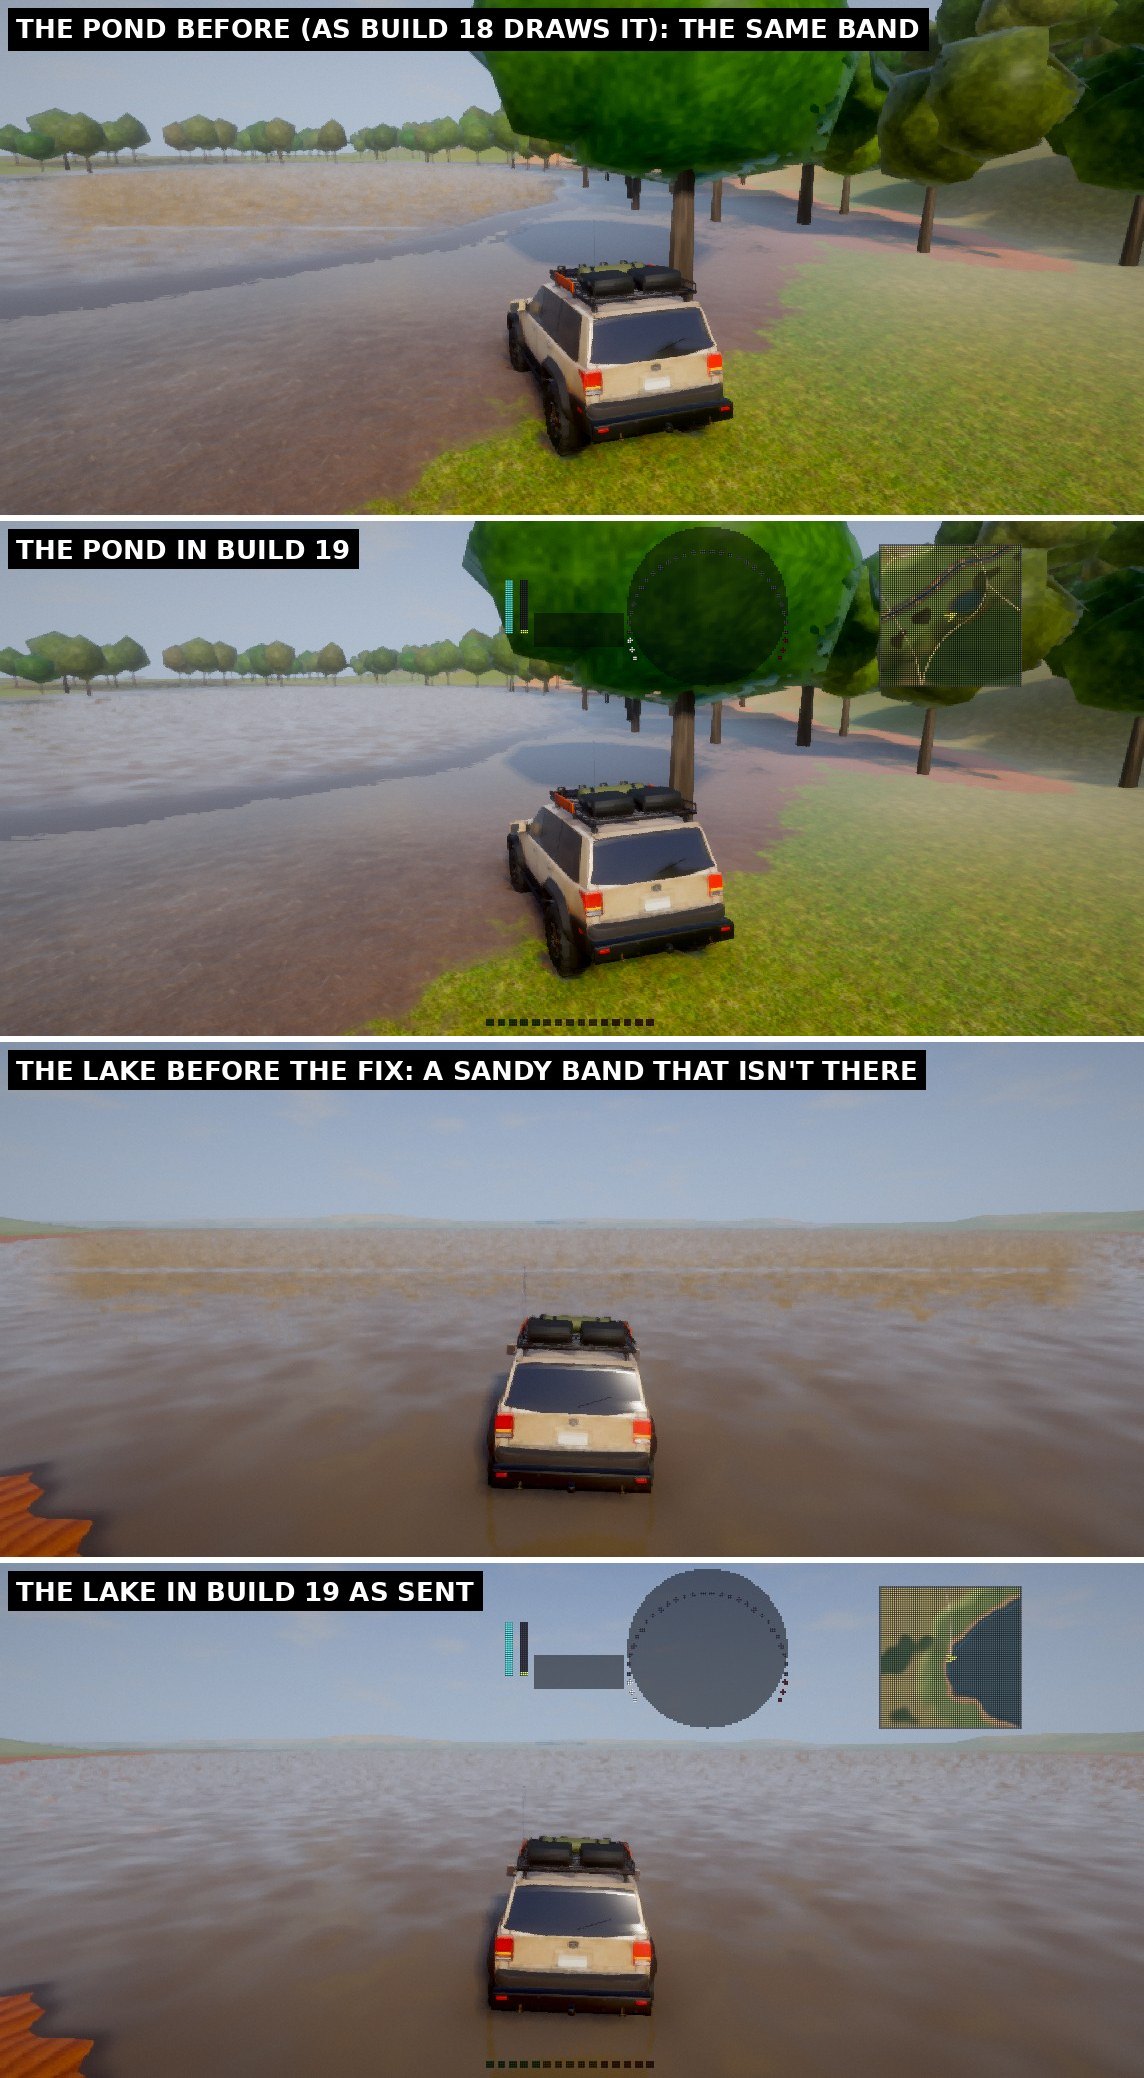 THE POND BEFORE (AS BUILD 18 DRAWS IT): THE SAME BAND
THE POND IN BUILD 19
THE LAKE BEFORE THE FIX: A SANDY BAND THAT ISN'T THERE
THE LAKE IN BUILD 19 AS SENT